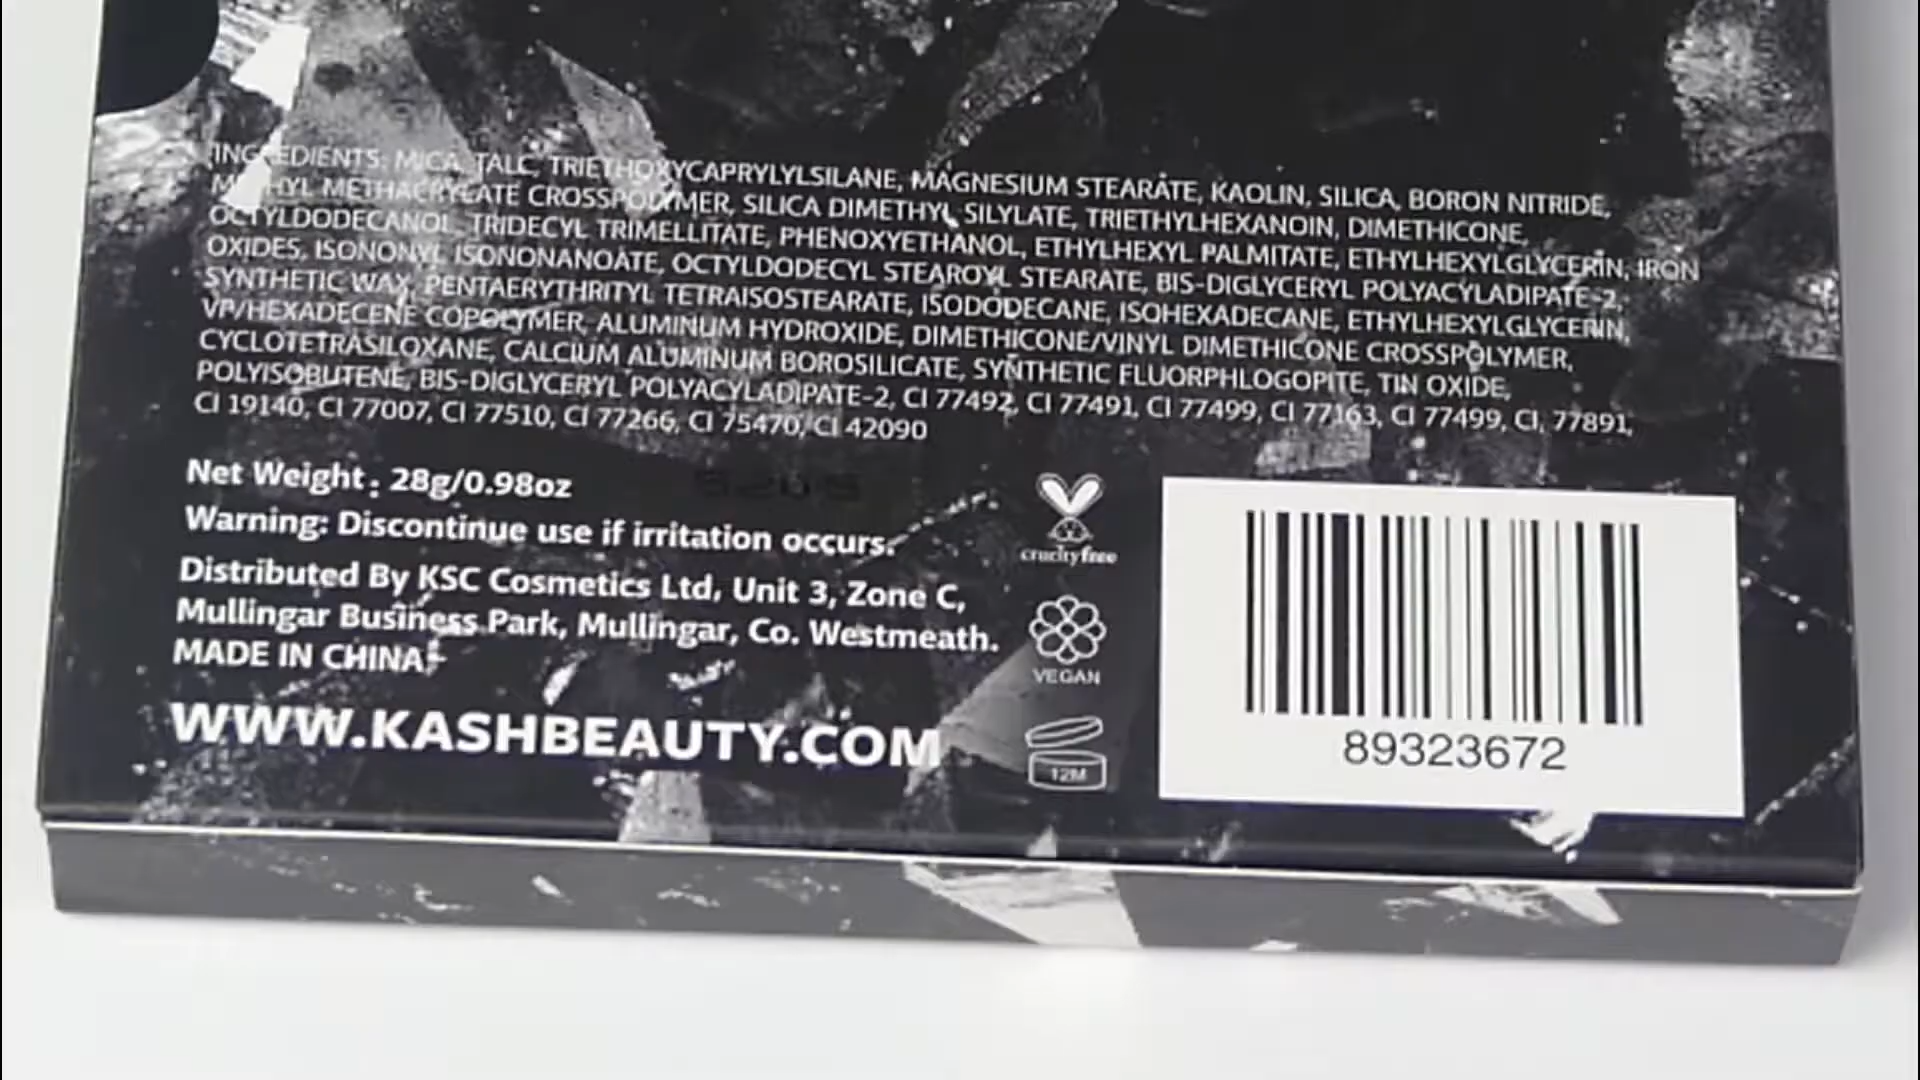 INGREDIENTS: MICA, TALC, TRIETHOXYCAPRYLYLSILANE, MAGNESIUM STEARATE, KAOLIN, SILICA, BORON NITRIDE,
METHYL METHACRYLATE CROSSPOLYMER, SILICA DIMETHYL SILYLATE, TRIETHYLHEXANOIN, DIMETHICONE,
OCTYLDODECANOL, TRIDECYL TRIMELLITATE, PHENOXYETHANOL, ETHYLHEXYL PALMITATE, ETHYLHEXYLGLYCERIN, IRON
OXIDES, ISONONYL ISONONANOATE, OCTYLDODECYL STEAROYL STEARATE, BIS-DIGLYCERYL POLYACYLADIPATE-2,
SYNTHETIC WAX, PENTAERYTHRITYL TETRAISOSTEARATE, ISODODECANE, ISOHEXADECANE, ETHYLHEXYLGLYCERIN,
VP/HEXADECENE COPOLYMER, ALUMINUM HYDROXIDE, DIMETHICONE/VINYL DIMETHICONE CROSSPOLYMER,
CYCLOTETRASILOXANE, CALCIUM ALUMINUM BOROSILICATE, SYNTHETIC FLUORPHLOGOPITE, TIN OXIDE,
POLYISOBUTENE, BIS-DIGLYCERYL POLYACYLADIPATE-2, CI 77492, CI 77491, CI 77499, CI 77163, CI 77499, CI, 77891,
CI 19140, CI 77007, CI 77510, CI 77266, CI 75470, CI 42090
Net Weight: 28g/0.98oz
Warning: Discontinue use if irritation occurs.
Distributed By KSC Cosmetics Ltd, Unit 3, Zone C,
Mullingar Business Park, Mullingar, Co. Westmeath.
MADE IN CHINA
WWW.KASHBEAUTY.COM
crueltyfree
VEGAN
12M
89323672